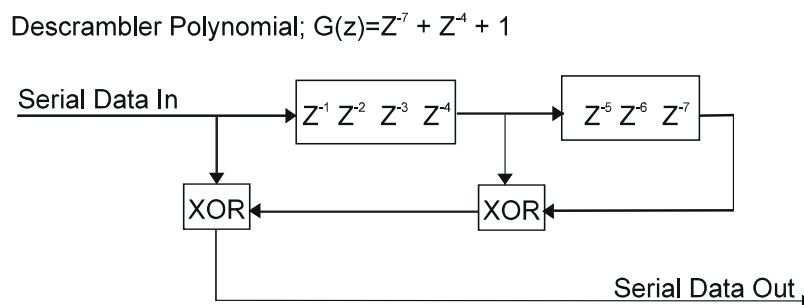 Descrambler Polynomial; G(z)=Z⁻⁷ + Z⁻⁴ + 1
Serial Data In
Z⁻¹ Z⁻² Z⁻³ Z⁻⁴
Z⁻⁵ Z⁻⁶ Z⁻⁷
XOR
XOR
Serial Data Out